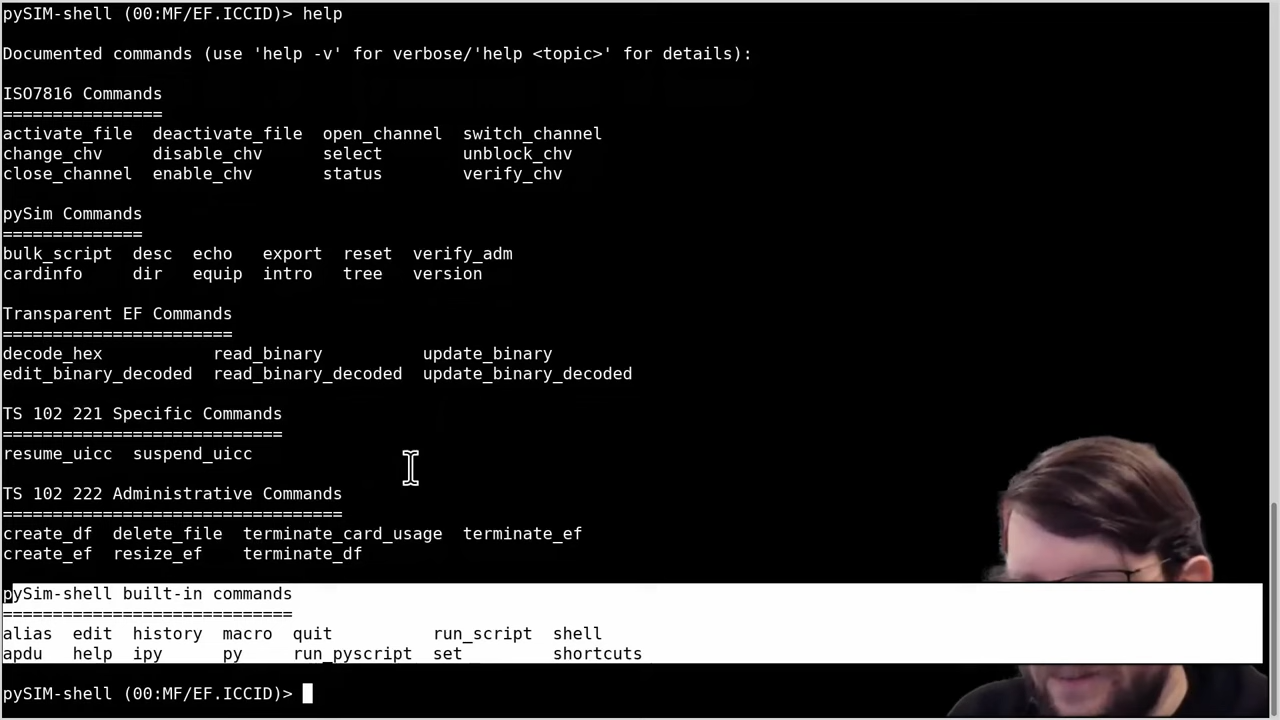 pySIM-shell (00:MF/EF.ICCID)> help
Documented commands (use 'help -v' for verbose/'help <topic>' for details):
ISO7816 Commands
================
activate_file  deactivate_file  open_channel  switch_channel
change_chv     disable_chv      select        unblock_chv
close_channel  enable_chv       status        verify_chv
pySim Commands
==============
bulk_script  desc  echo   export  reset  verify_adm
cardinfo     dir   equip  intro   tree   version
Transparent EF Commands
=======================
decode_hex           read_binary          update_binary
edit_binary_decoded  read_binary_decoded  update_binary_decoded
TS 102 221 Specific Commands
============================
resume_uicc  suspend_uicc
TS 102 222 Administrative Commands
==================================
create_df  delete_file  terminate_card_usage  terminate_ef
create_ef  resize_ef    terminate_df
pySim-shell built-in commands
=============================
alias  edit  history  macro  quit          run_script  shell
apdu   help  ipy      py     run_pyscript  set         shortcuts
pySIM-shell (00:MF/EF.ICCID)>